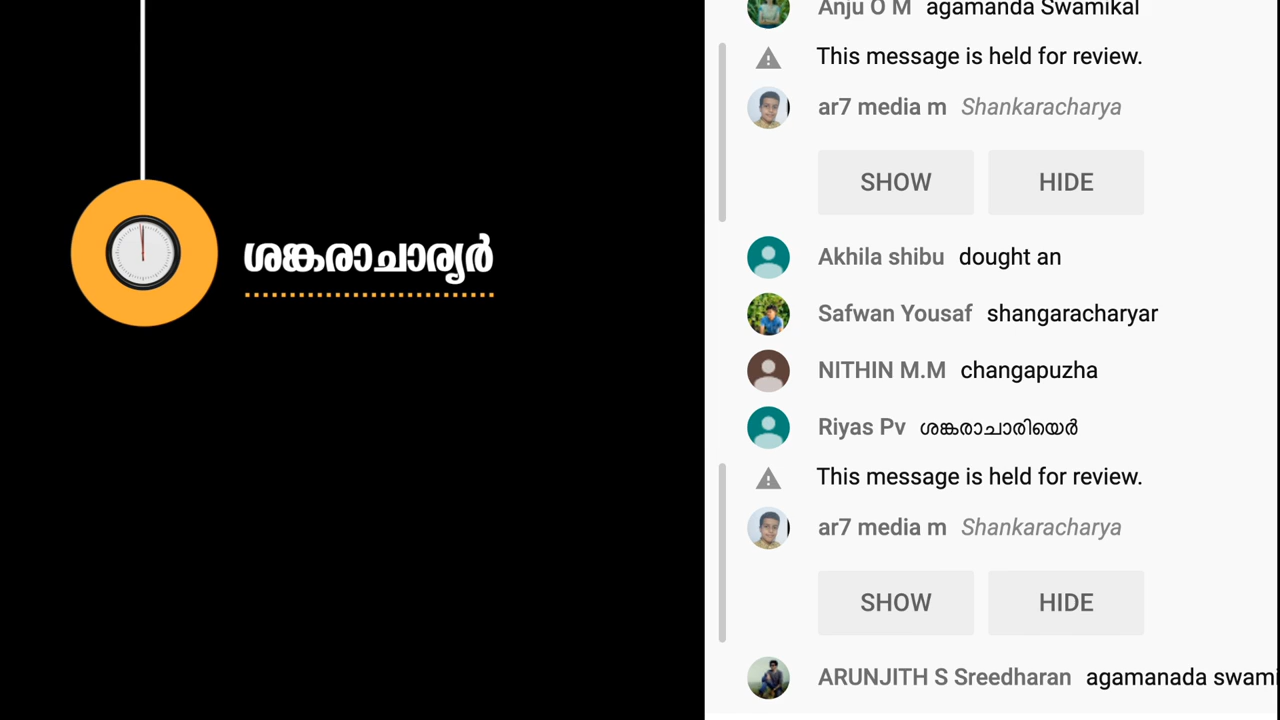 ശങ്കരാചാര്യർ
Anju O M agamanda Swamikal
This message is held for review.
ar7 media m Shankaracharya
SHOW HIDE
Akhila shibu dought an
Safwan Yousaf shangaracharyar
NITHIN M.M changapuzha
Riyas Pv ശങ്കരാചാരിയെർ
This message is held for review.
ar7 media m Shankaracharya
SHOW HIDE
ARUNJITH S Sreedharan agamanada swami